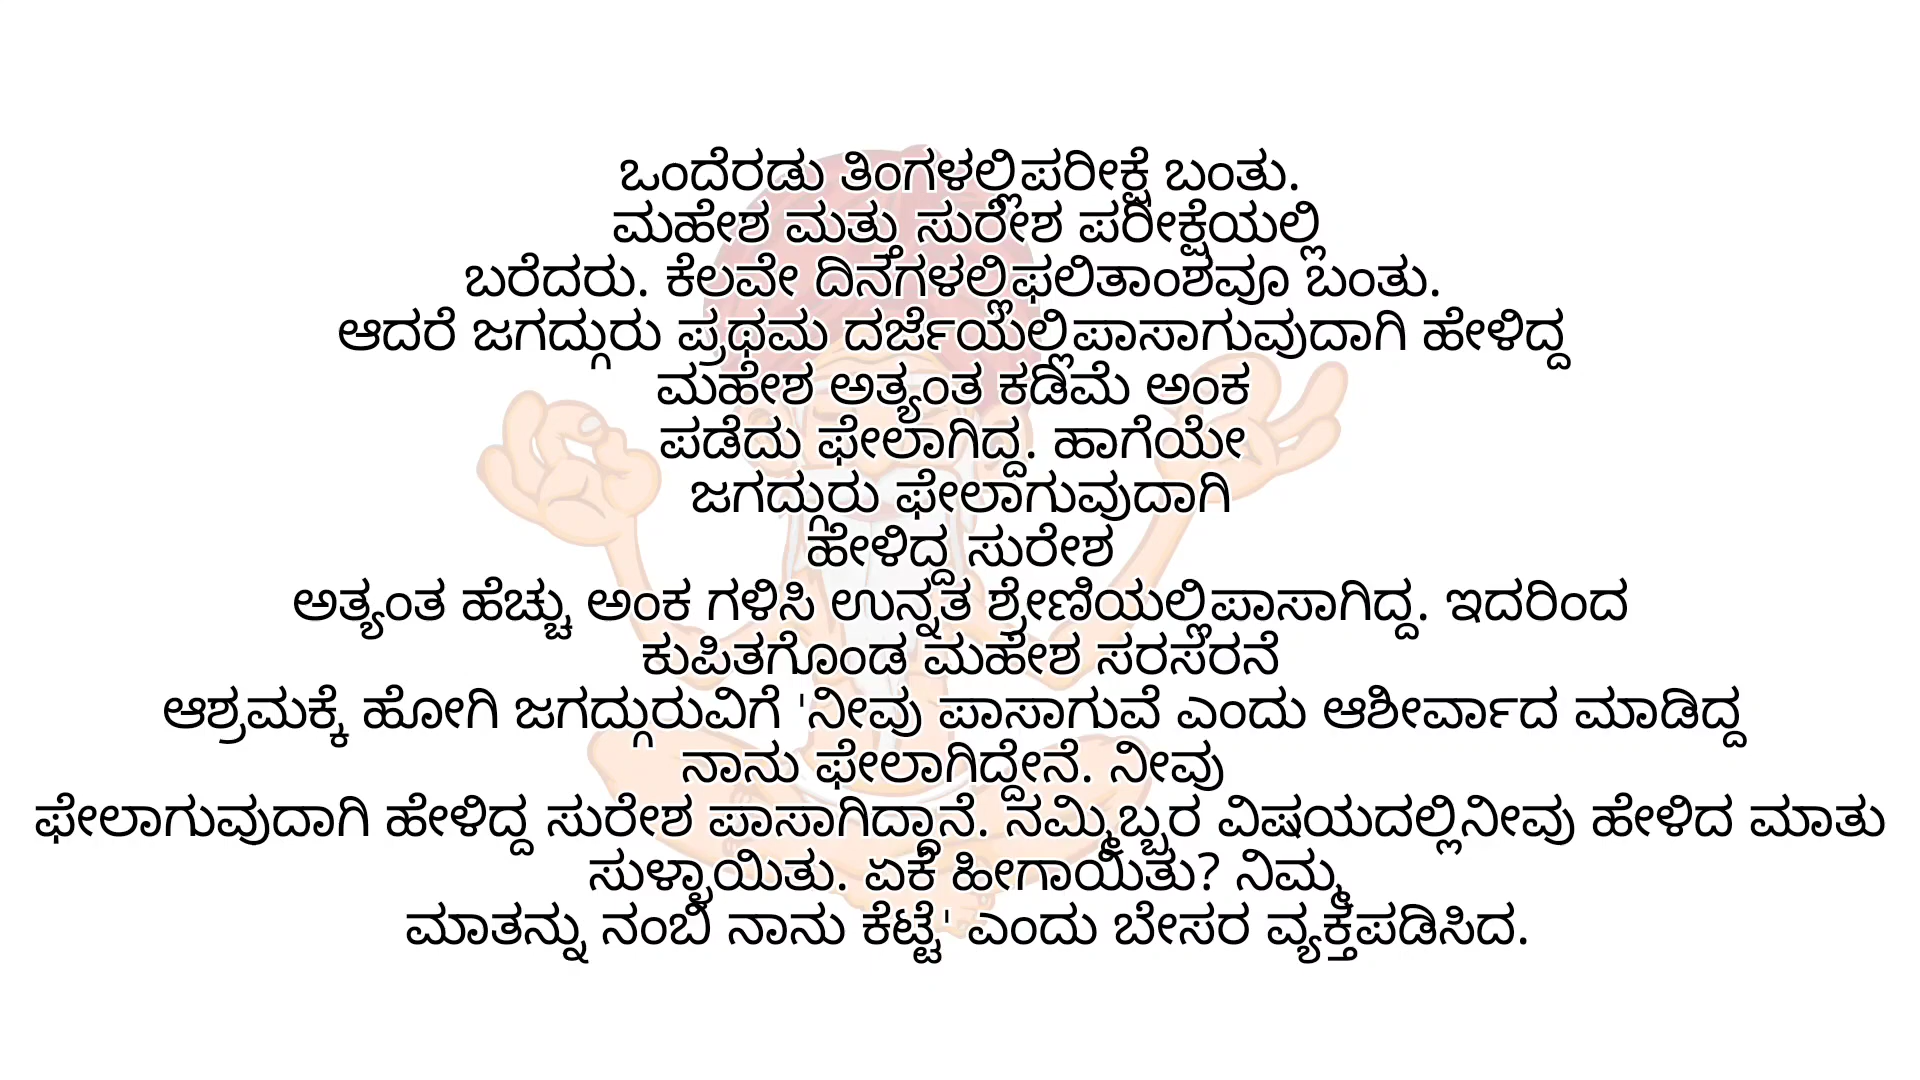 ಒಂದೆರಡು ತಿಂಗಳಲ್ಲಿಪರೀಕ್ಷೆ ಬಂತು.
ಮಹೇಶ ಮತ್ತು ಸುರೇಶ ಪರೀಕ್ಷೆಯಲ್ಲಿ
ಬರೆದರು. ಕೆಲವೇ ದಿನಗಳಲ್ಲಿಫಲಿತಾಂಶವೂ ಬಂತು.
ಆದರೆ ಜಗದ್ಗುರು ಪ್ರಥಮ ದರ್ಜೆಯಲ್ಲಿಪಾಸಾಗುವುದಾಗಿ ಹೇಳಿದ್ದ
ಮಹೇಶ ಅತ್ಯಂತ ಕಡಿಮೆ ಅಂಕ
ಪಡೆದು ಫೇಲಾಗಿದ್ದ. ಹಾಗೆಯೇ
ಜಗದ್ಗುರು ಫೇಲಾಗುವುದಾಗಿ
ಹೇಳಿದ್ದ ಸುರೇಶ
ಅತ್ಯಂತ ಹೆಚ್ಚು ಅಂಕ ಗಳಿಸಿ ಉನ್ನತ ಶ್ರೇಣಿಯಲ್ಲಿಪಾಸಾಗಿದ್ದ. ಇದರಿಂದ
ಕುಪಿತಗೊಂಡ ಮಹೇಶ ಸರಸರನೆ
ಆಶ್ರಮಕ್ಕೆ ಹೋಗಿ ಜಗದ್ಗುರುವಿಗೆ 'ನೀವು ಪಾಸಾಗುವೆ ಎಂದು ಆಶೀರ್ವಾದ ಮಾಡಿದ್ದ
ನಾನು ಫೇಲಾಗಿದ್ದೇನೆ. ನೀವು
ಫೇಲಾಗುವುದಾಗಿ ಹೇಳಿದ್ದ ಸುರೇಶ ಪಾಸಾಗಿದ್ದಾನೆ. ನಮ್ಮಿಬ್ಬರ ವಿಷಯದಲ್ಲಿನೀವು ಹೇಳಿದ ಮಾತು
ಸುಳ್ಳಾಯಿತು. ಏಕೆ ಹೀಗಾಯಿತು? ನಿಮ್ಮ
ಮಾತನ್ನು ನಂಬಿ ನಾನು ಕೆಟ್ಟೆ' ಎಂದು ಬೇಸರ ವ್ಯಕ್ತಪಡಿಸಿದ.